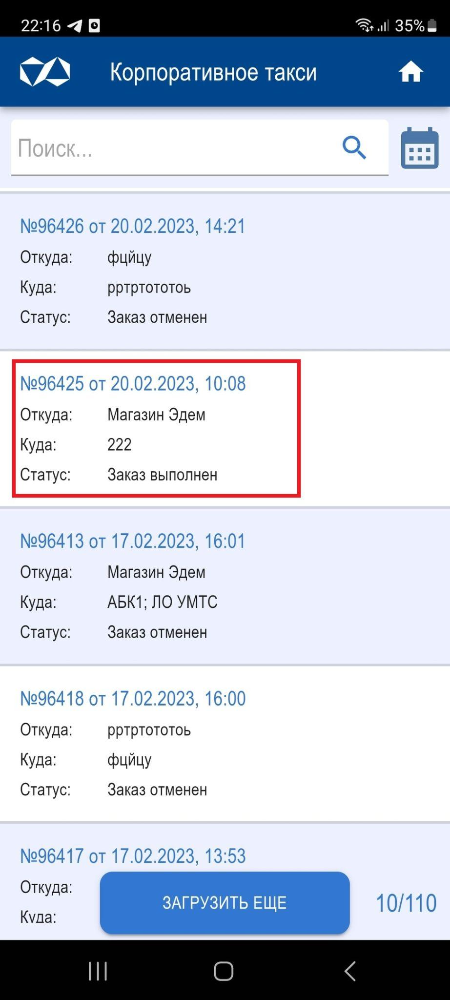 22:16
35%
Корпоративное такси
Поиск...
№96426 от 20.02.2023, 14:21
Откуда: фцйцу
Куда: рртртототоь
Статус: Заказ отменен
№96425 от 20.02.2023, 10:08
Откуда: Магазин Эдем
Куда: 222
Статус: Заказ выполнен
№96413 от 17.02.2023, 16:01
Откуда: Магазин Эдем
Куда: АБК1; ЛО УМТС
Статус: Заказ отменен
№96418 от 17.02.2023, 16:00
Откуда: рртртототоь
Куда: фцйцу
Статус: Заказ отменен
№96417 от 17.02.2023, 13:53
Откуда:
Куда:
ЗАГРУЗИТЬ ЕЩЕ
10/110